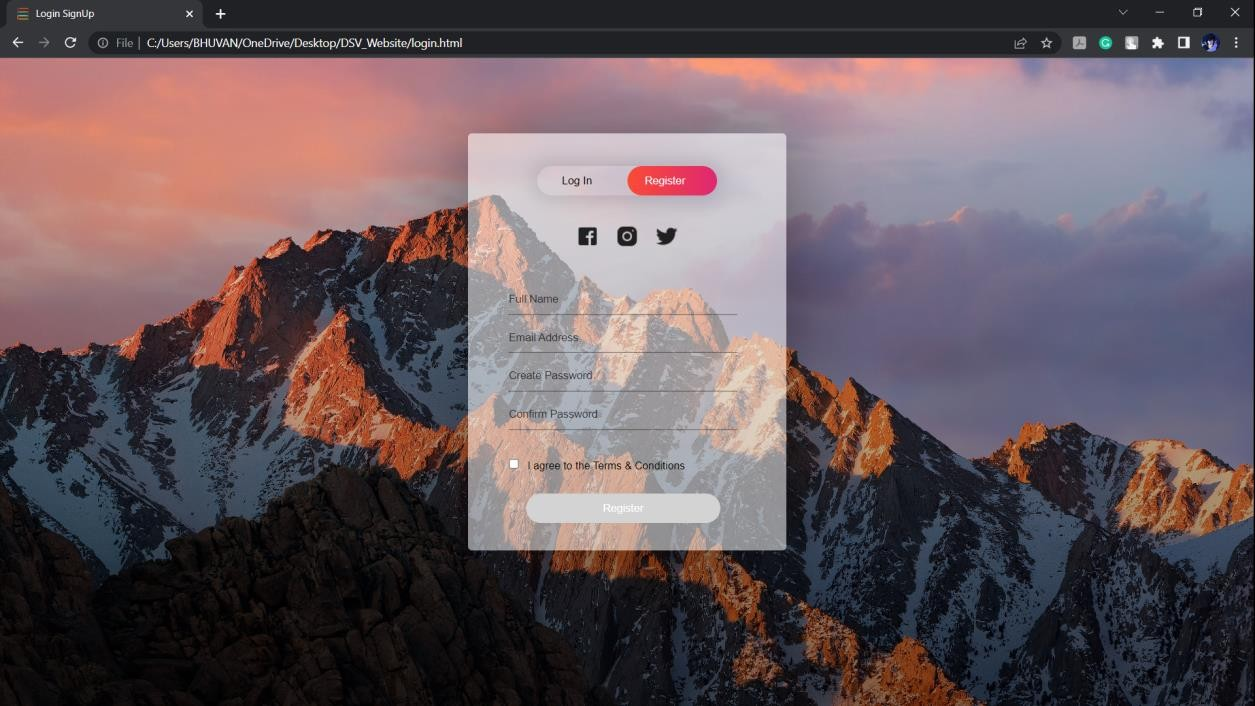 Login SignUp
File | C:/Users/BHUVAN/OneDrive/Desktop/DSV_Website/login.html
Log In
Register
Full Name
Email Address
Create Password
Confirm Password
I agree to the Terms & Conditions
Register